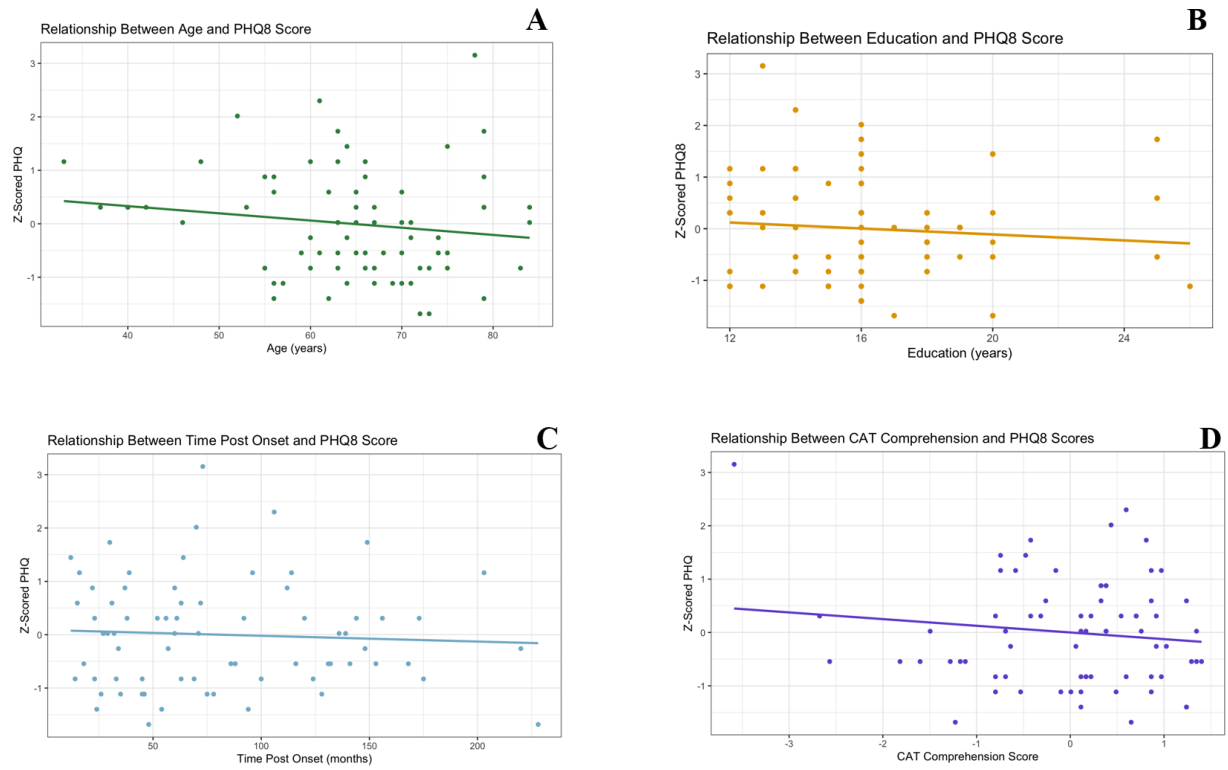 A
Relationship Between Age and PHQ8 Score
Z-Scored PHQ
3
2
1
0
-1
40 50 60 70 80
Age (years)
B
Relationship Between Education and PHQ8 Score
Z-Scored PHQ8
3
2
1
0
-1
12 16 20 24
Education (years)
C
Relationship Between Time Post Onset and PHQ8 Score
Z-Scored PHQ
3
2
1
0
-1
50 100 150 200
Time Post Onset (months)
D
Relationship Between CAT Comprehension and PHQ8 Scores
Z-Scored PHQ
3
2
1
0
-1
-3 -2 -1 0 1
CAT Comprehension Score